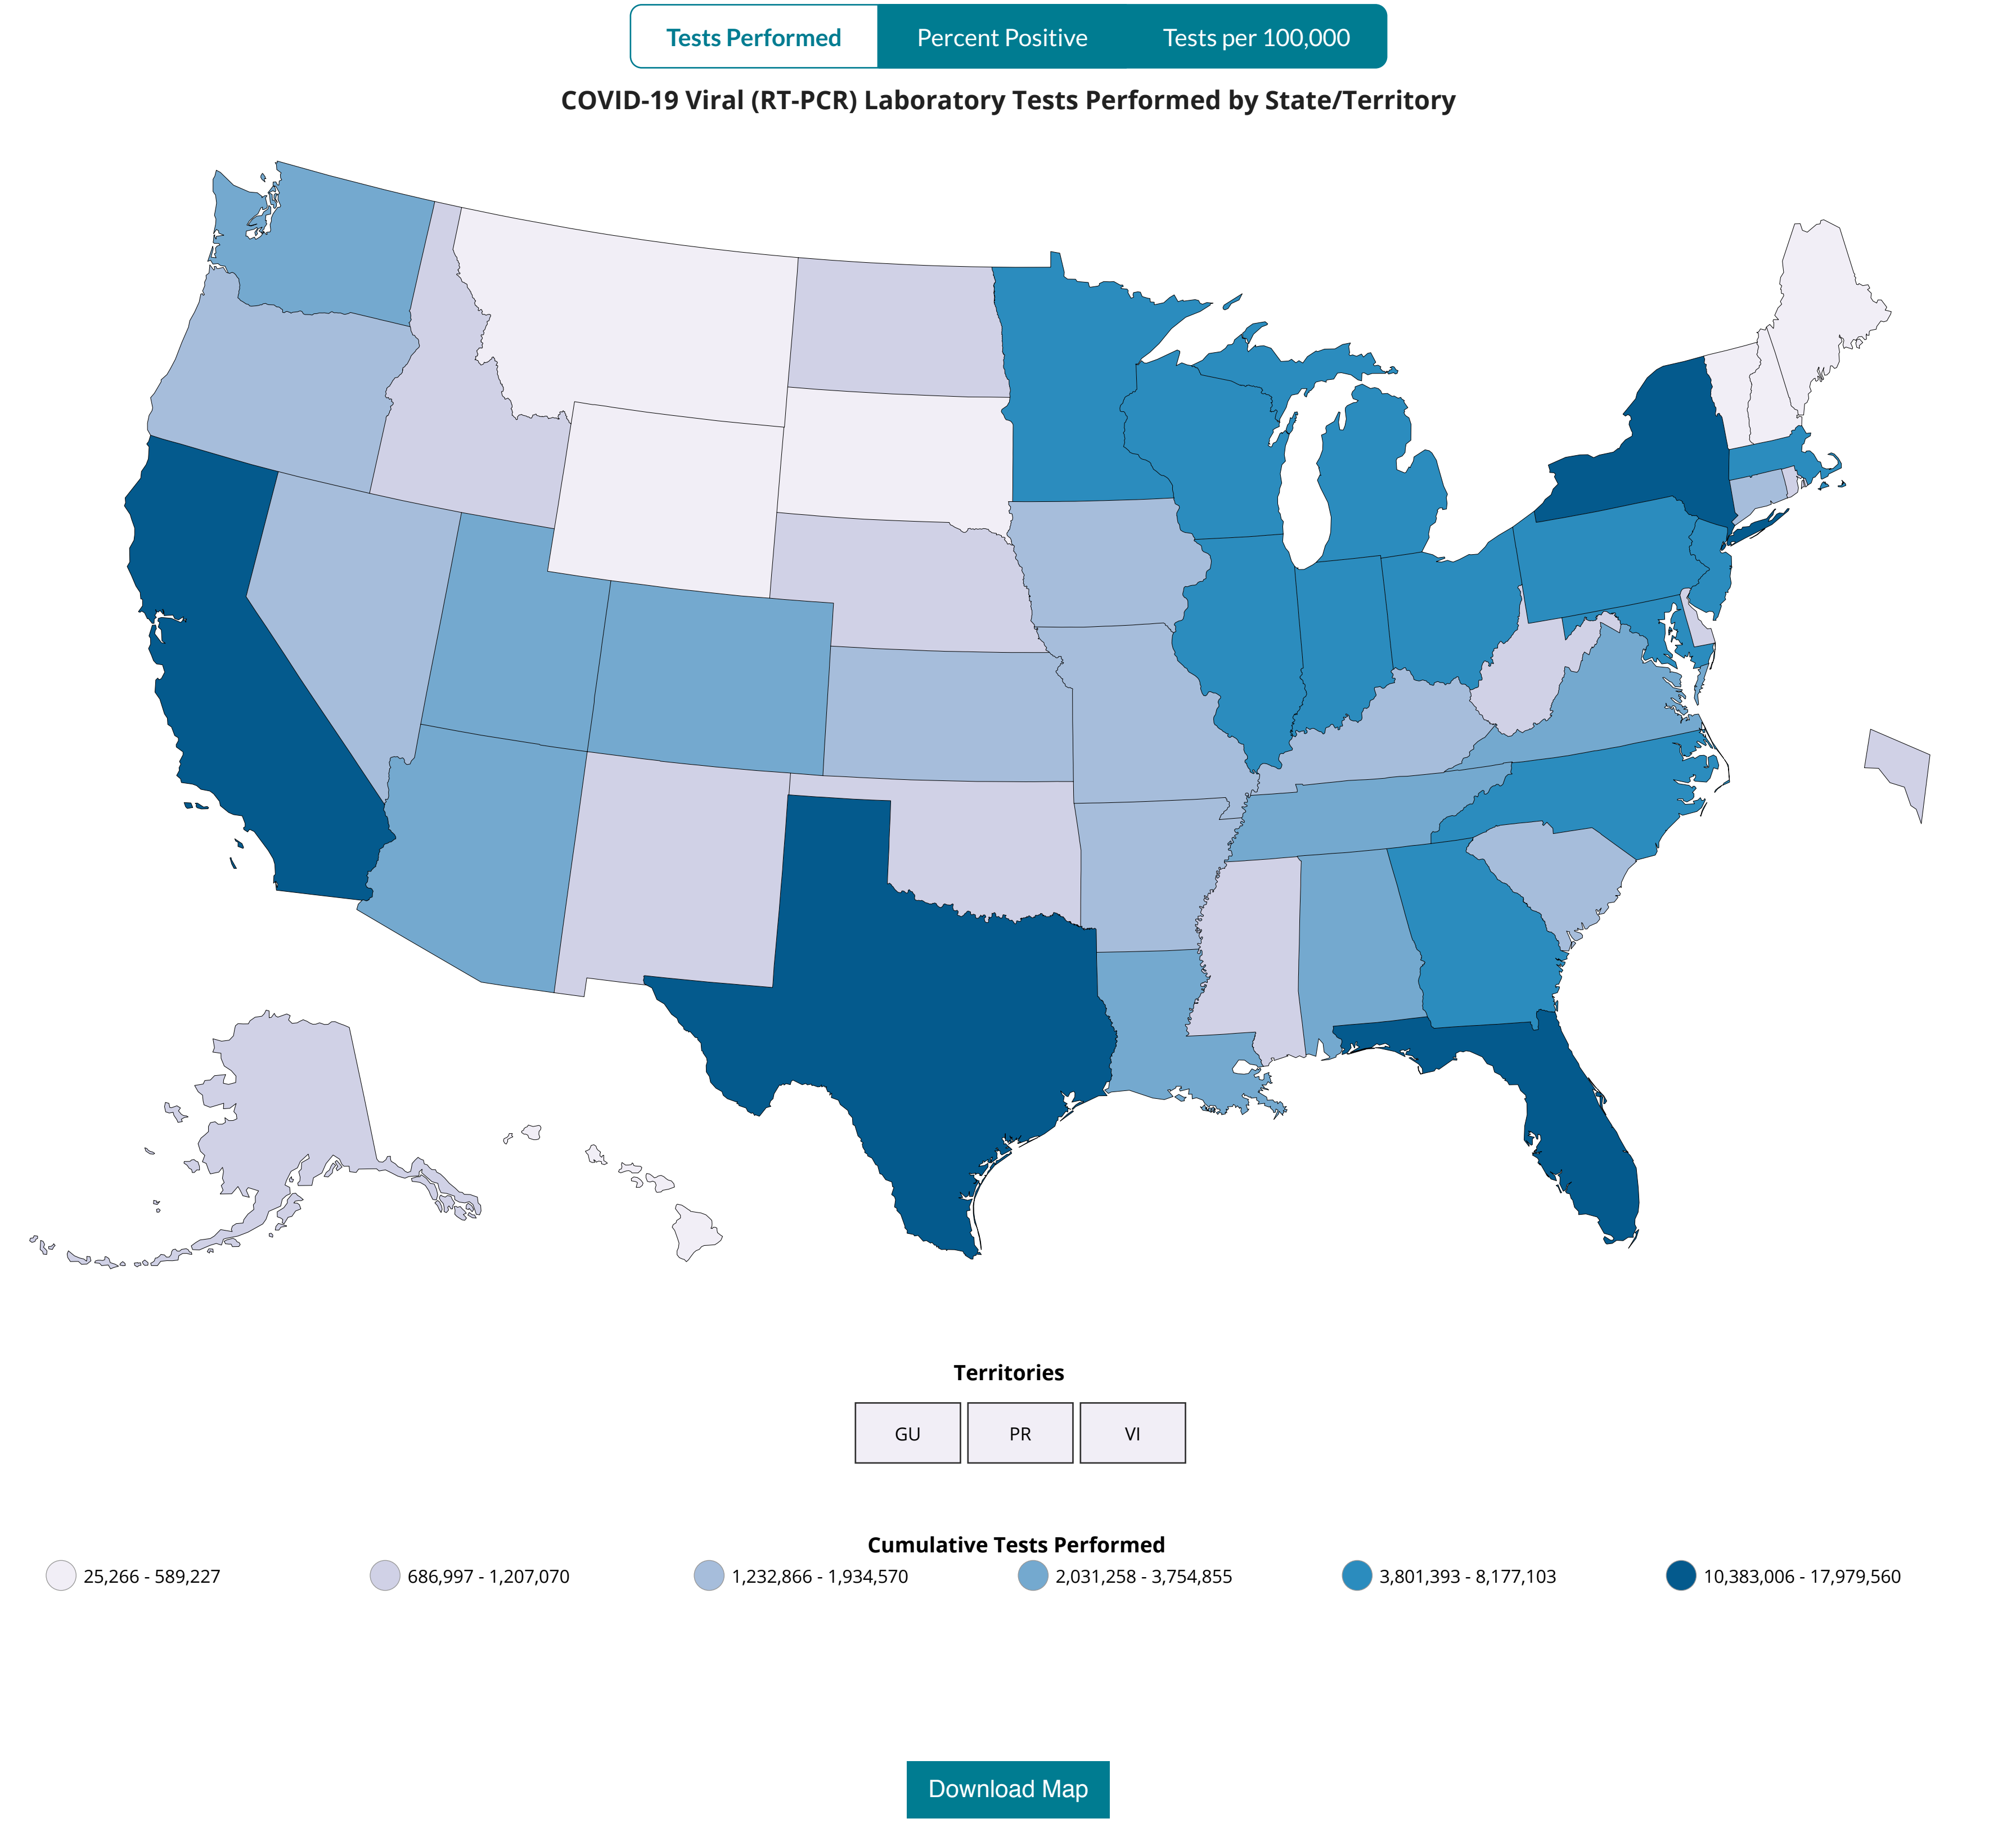 Tests Performed Percent Positive Tests per 100,000
COVID-19 Viral (RT-PCR) Laboratory Tests Performed by State/Territory
Territories
GU PR VI
Cumulative Tests Performed
25,266 - 589,227 686,997 - 1,207,070 1,232,866 - 1,934,570 2,031,258 - 3,754,855 3,801,393 - 8,177,103 10,383,006 - 17,979,560
Download Map